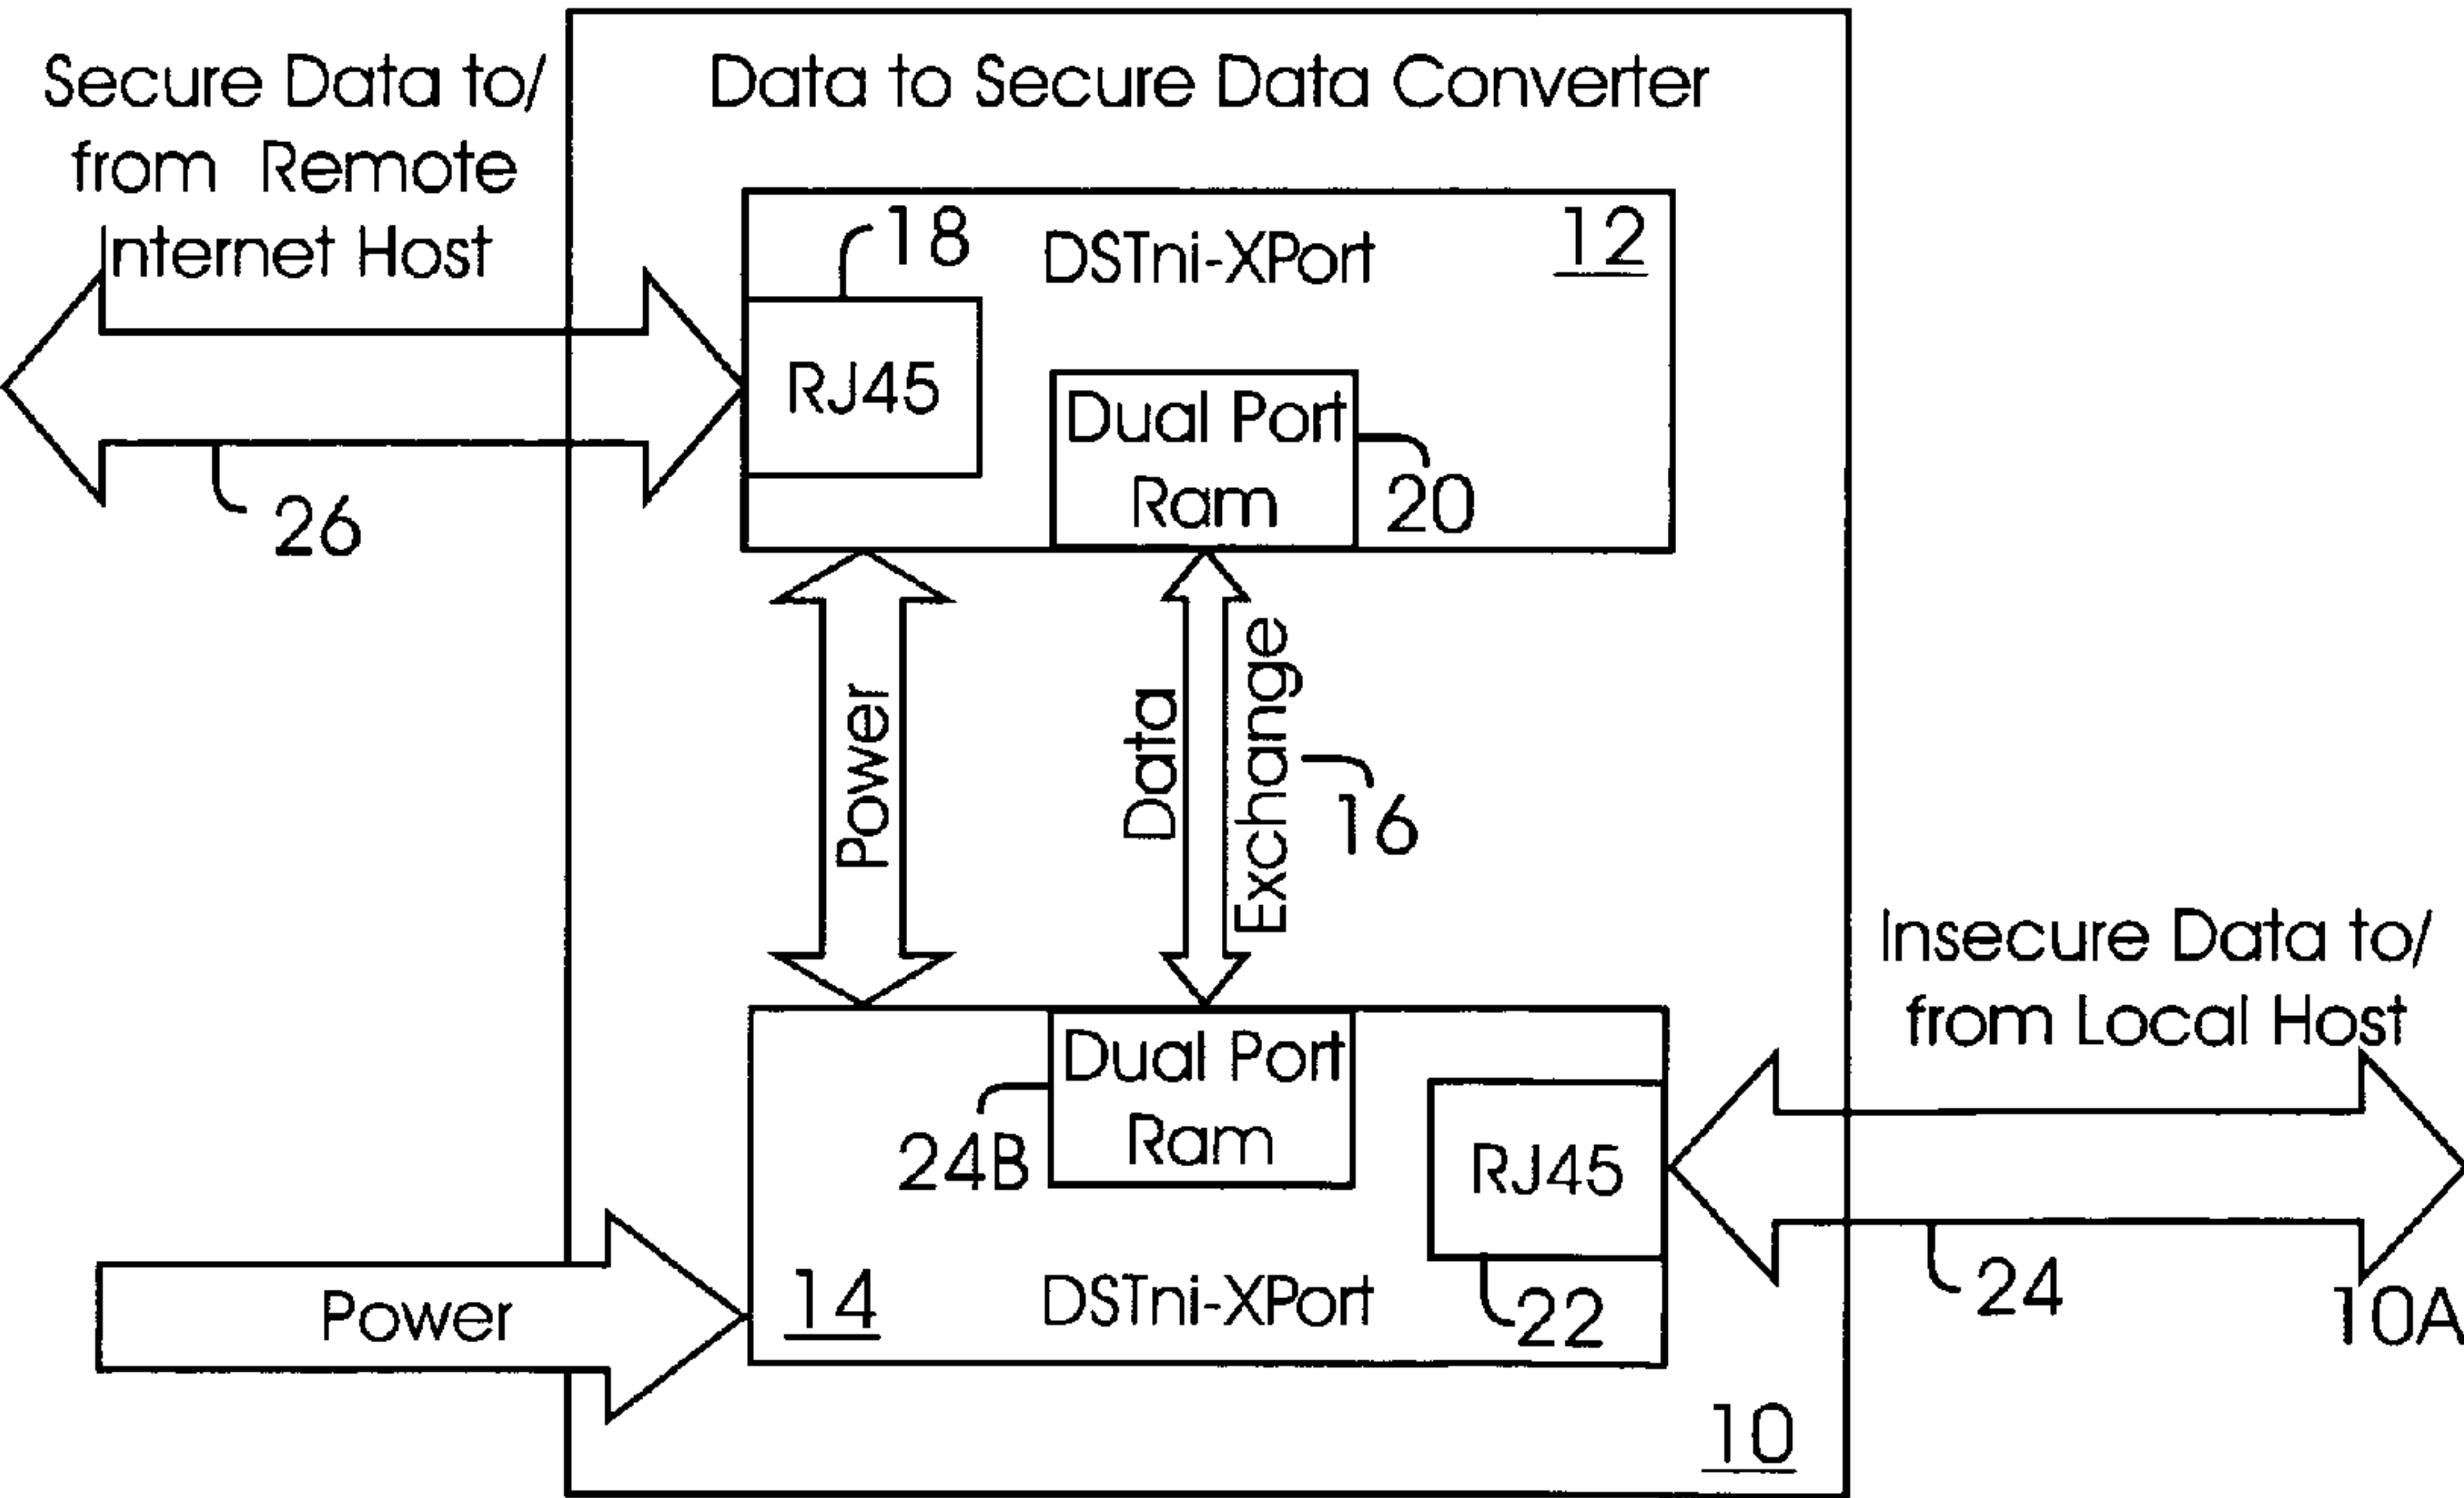 Secure Data to/
from Remote
Internet Host
Data to Secure Data Converter
18
DSTni-XPort
12
RJ45
Dual Port
Ram
20
26
Power
Data
Exchange
16
Insecure Data to/
from Local Host
Dual Port
Ram
24B
RJ45
14
DSTni-XPort
22
Power
24
10A
10